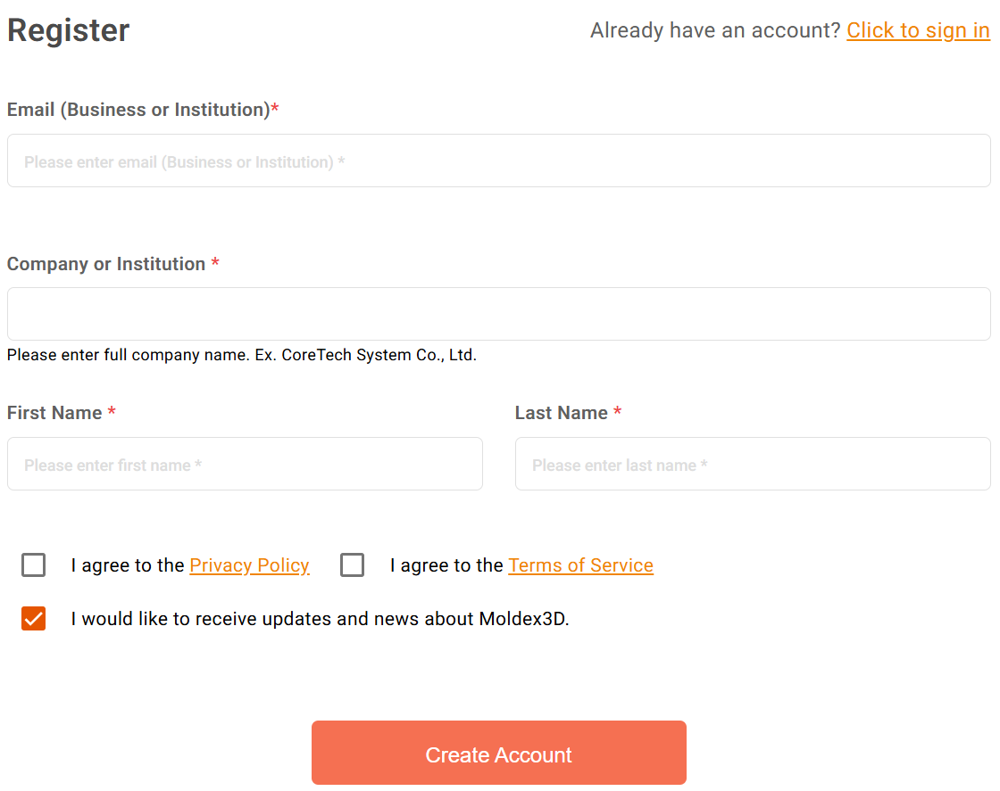 Register
Already have an account? Click to sign in
Email (Business or Institution)*
Please enter email (Business or Institution) *
Company or Institution *
Please enter full company name. Ex. CoreTech System Co., Ltd.
First Name *
Last Name *
Please enter first name *
Please enter last name *
I agree to the Privacy Policy
I agree to the Terms of Service
I would like to receive updates and news about Moldex3D.
Create Account